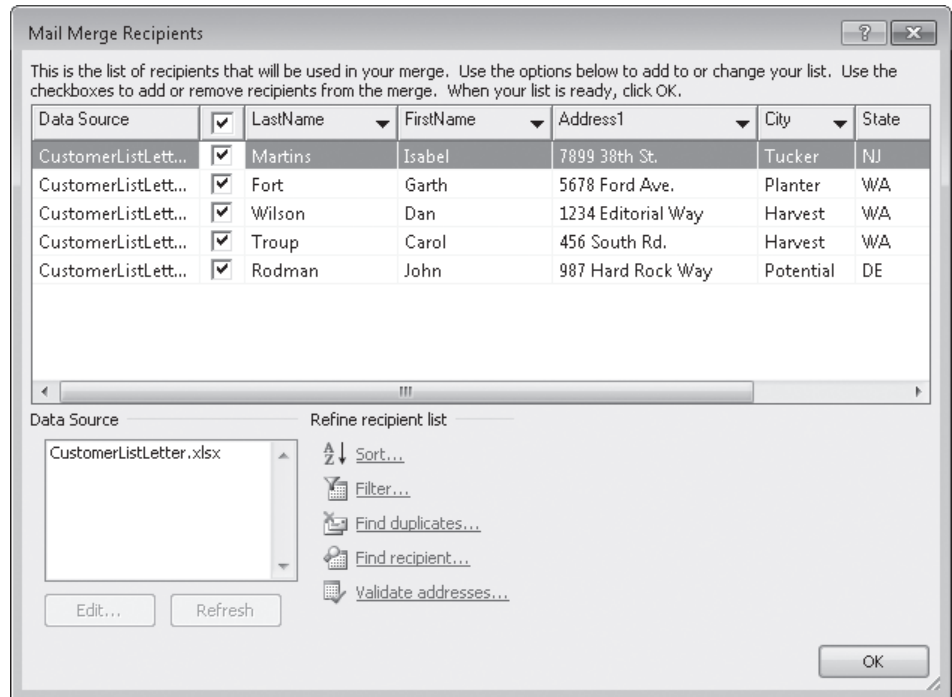 Mail Merge Recipients
This is the list of recipients that will be used in your merge. Use the options below to add to or change your list. Use the
checkboxes to add or remove recipients from the merge. When your list is ready, click OK.
Data Source LastName FirstName Address1 City State
CustomerListLett... Martins Isabel 7899 38th St. Tucker NJ
CustomerListLett... Fort Garth 5678 Ford Ave. Planter WA
CustomerListLett... Wilson Dan 1234 Editorial Way Harvest WA
CustomerListLett... Troup Carol 456 South Rd. Harvest WA
CustomerListLett... Rodman John 987 Hard Rock Way Potential DE
Data Source
CustomerListLetter.xlsx
Edit... Refresh
Refine recipient list
Sort...
Filter...
Find duplicates...
Find recipient...
Validate addresses...
OK